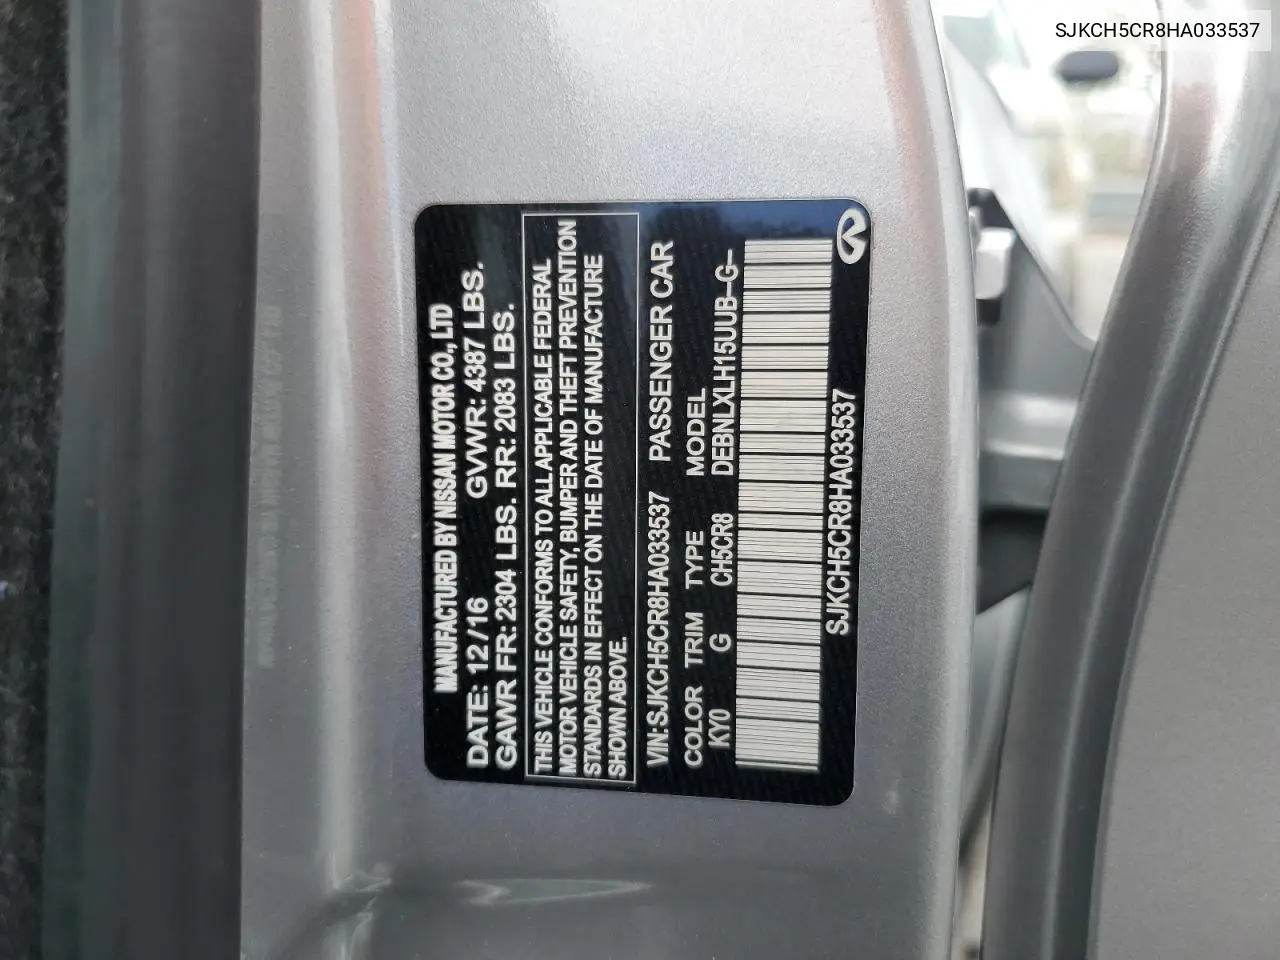 SJKCH5CR8HA033537
MANUFACTURED BY NISSAN MOTOR CO., LTD
DATE: 12/16 GVWR: 4387 LBS.
GAWR FR: 2304 LBS. RR: 2083 LBS.
THIS VEHICLE CONFORMS TO ALL APPLICABLE FEDERAL
MOTOR VEHICLE SAFETY, BUMPER AND THEFT PREVENTION
STANDARDS IN EFFECT ON THE DATE OF MANUFACTURE
SHOWN ABOVE.
VIN: SJKCH5CR8HA033537 PASSENGER CAR
COLOR TRIM TYPE MODEL
KY0 G CH5CR8 DEBNLXLH15UUB-G-
SJKCH5CR8HA033537